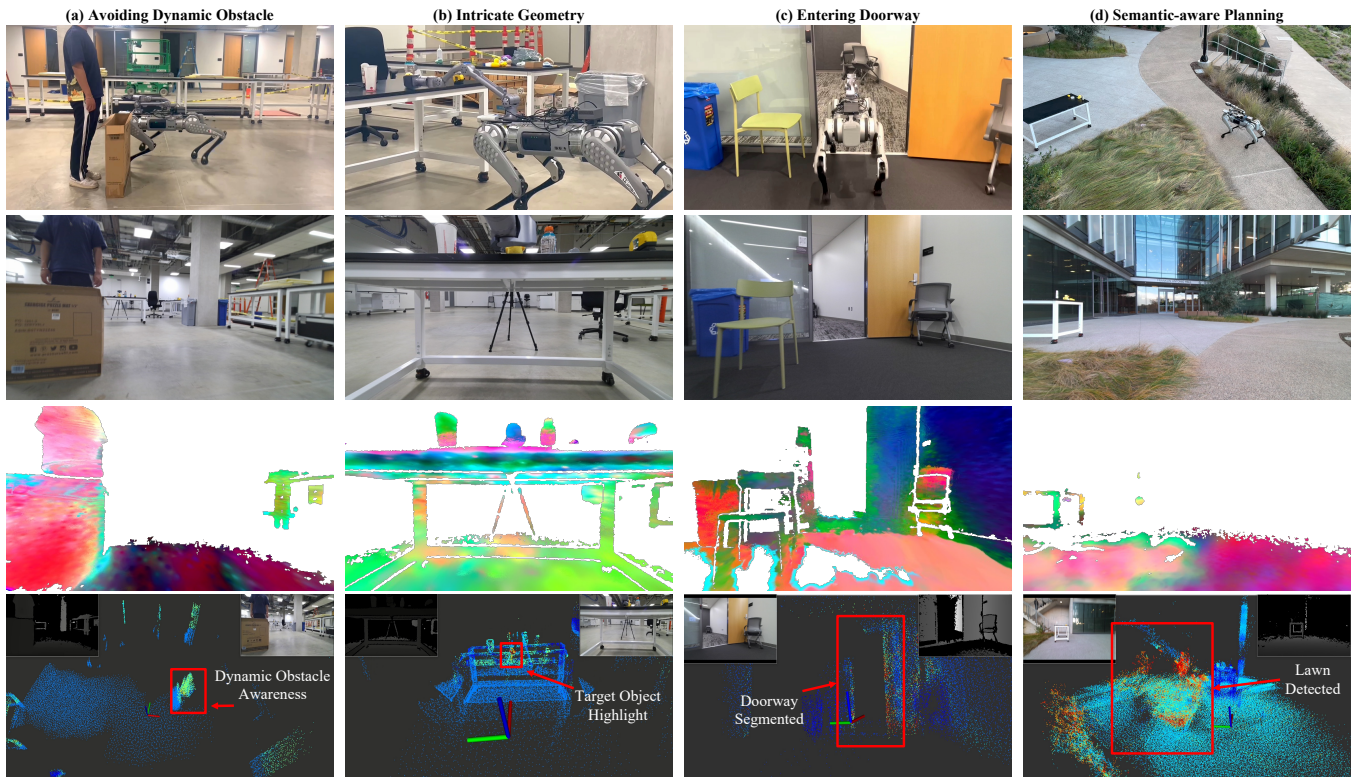 (a) Avoiding Dynamic Obstacle
(b) Intricate Geometry
(c) Entering Doorway
(d) Semantic-aware Planning
Dynamic Obstacle
Awareness
Target Object
Highlight
Doorway
Segmented
Lawn
Detected